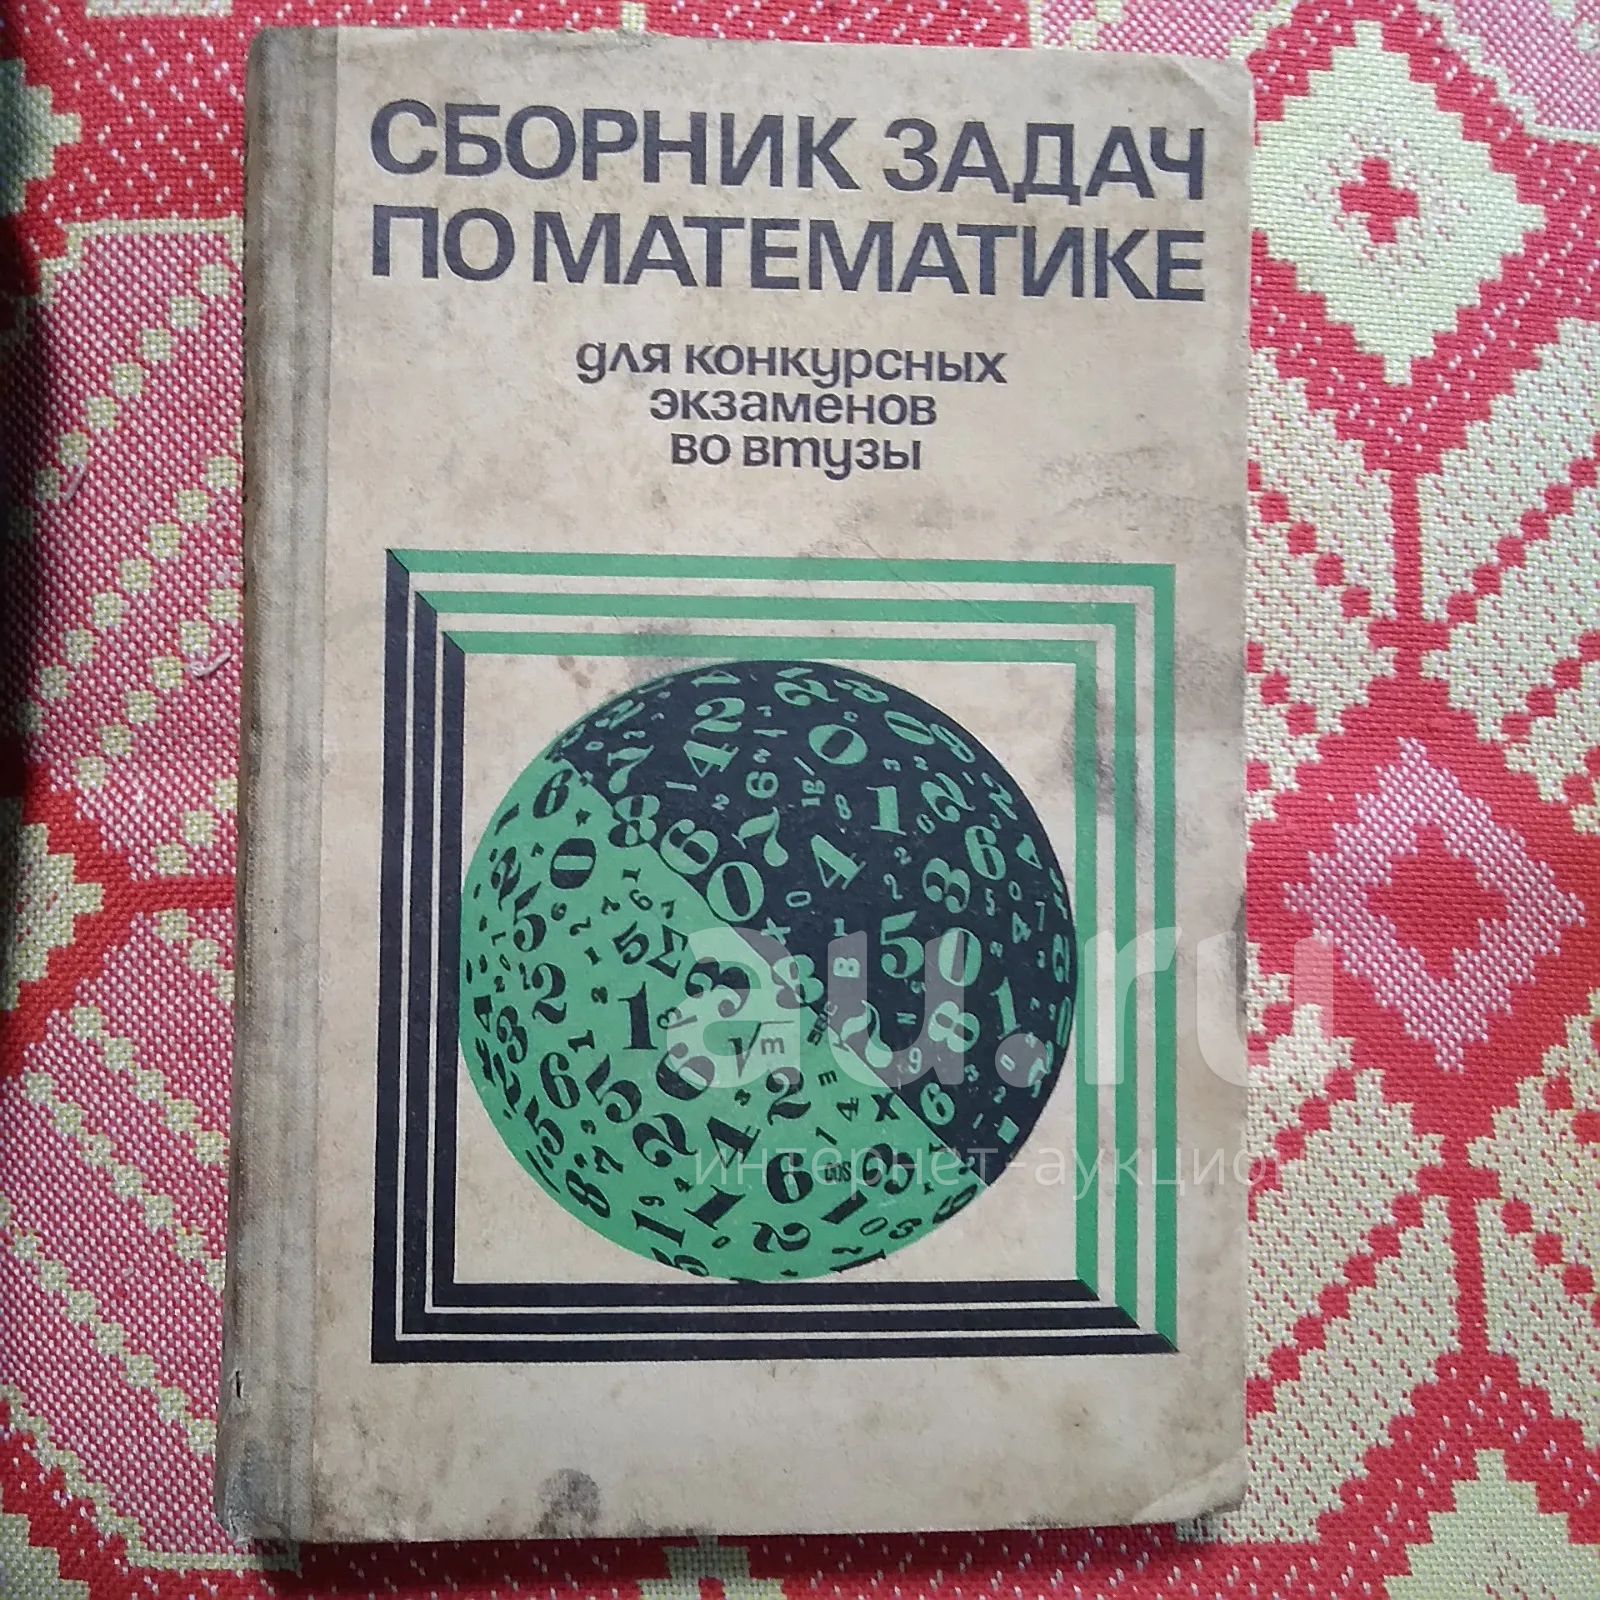 СБОРНИК ЗАДАЧ
ПО МАТЕМАТИКЕ
для конкурсных
экзаменов
во втузы
au.ru
интернет-аукцион